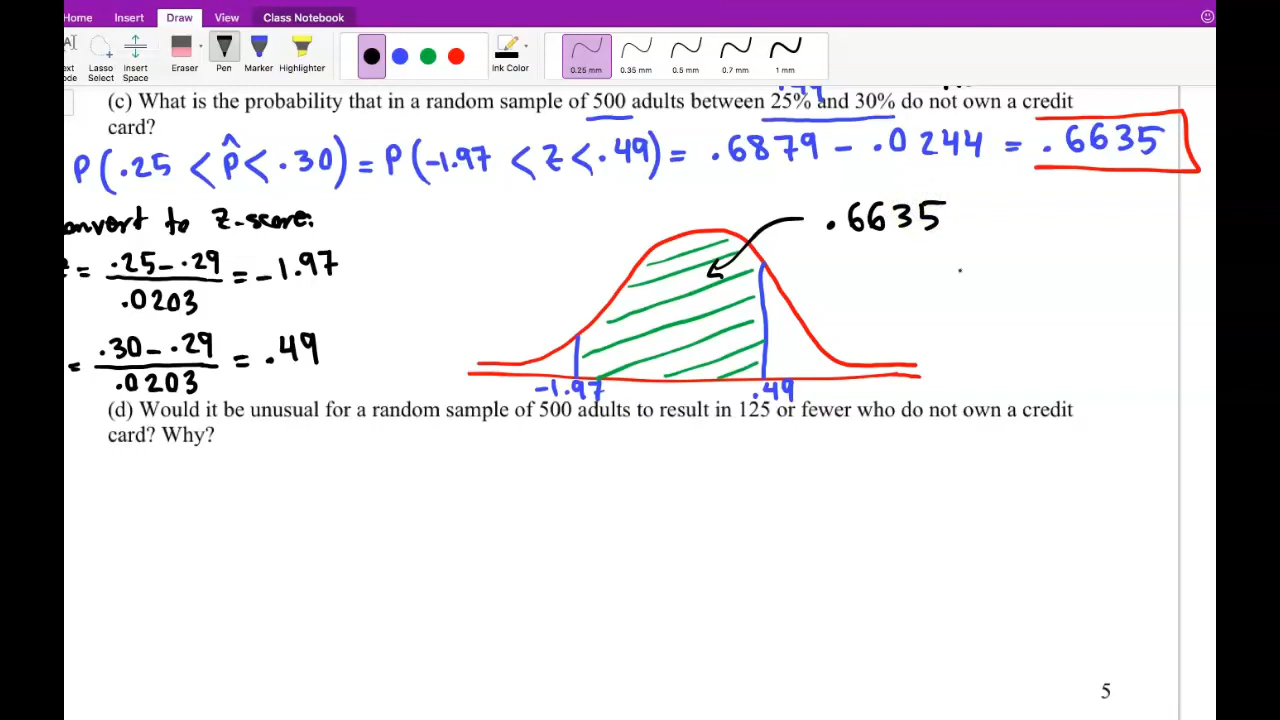 Home Insert Draw View Class Notebook
Lasso Select Insert Space Eraser Pen Marker Highlighter Ink Color 0.25 mm 0.35 mm 0.5 mm 0.7 mm 1 mm
(c) What is the probability that in a random sample of 500 adults between 25% and 30% do not own a credit
card?
P(.25 < p̂ < .30) = P(-1.97 < Z < .49) = .6879 - .0244 = .6635
to Z-score:
.25 - .29 / .0203 = -1.97
.6635
= .30 - .29 / .0203 = .49
-1.97 .49
(d) Would it be unusual for a random sample of 500 adults to result in 125 or fewer who do not own a credit
card? Why?
5